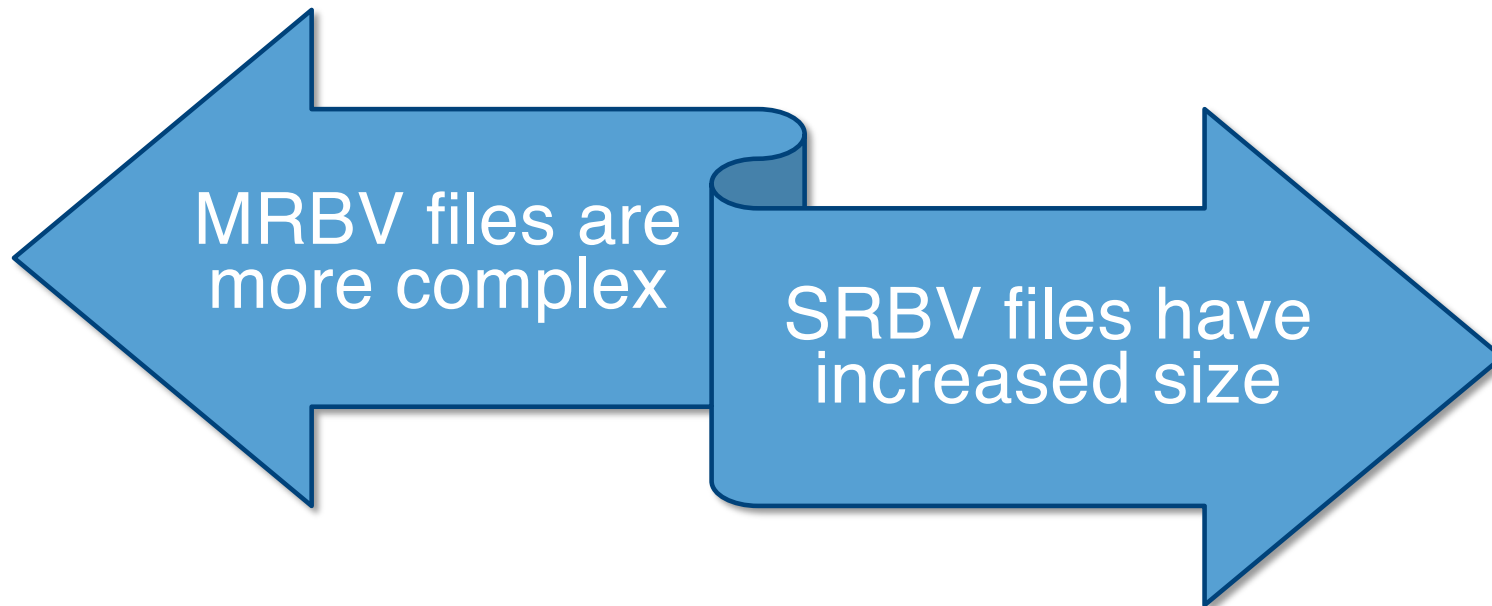 MRBV files are
more complex
SRBV files have
increased size